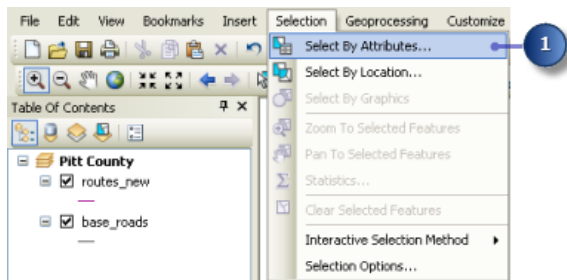 File Edit View Bookmarks Insert Selection Geoprocessing Customize
Select By Attributes...
1
Select By Location...
Select By Graphics
Zoom To Selected Features
Pan To Selected Features
Statistics...
Clear Selected Features
Interactive Selection Method
Selection Options...
Table Of Contents
Pitt County
routes_new
base_roads